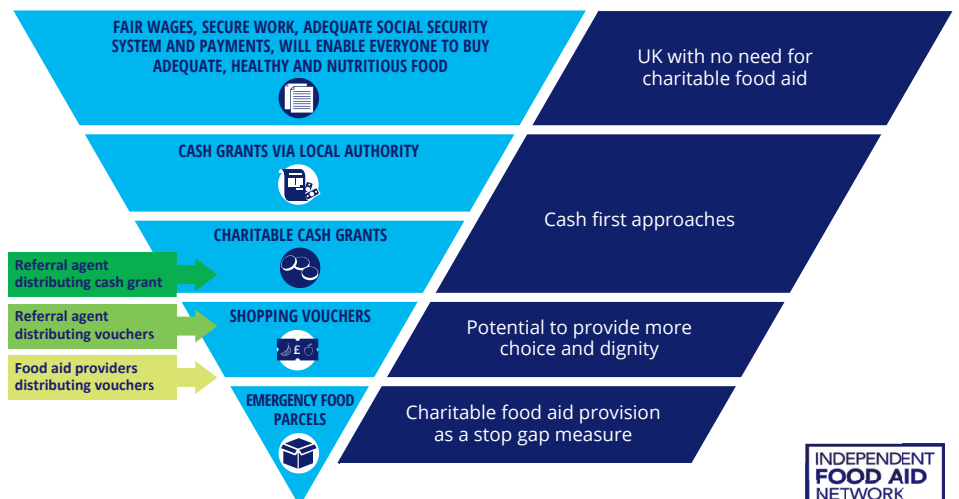 FAIR WAGES, SECURE WORK, ADEQUATE SOCIAL SECURITY
SYSTEM AND PAYMENTS, WILL ENABLE EVERYONE TO BUY
ADEQUATE, HEALTHY AND NUTRITIOUS FOOD
UK with no need for
charitable food aid
CASH GRANTS VIA LOCAL AUTHORITY
CHARITABLE CASH GRANTS
Cash first approaches
Referral agent
distributing cash grant
Referral agent
distributing vouchers
SHOPPING VOUCHERS
£
Potential to provide more
choice and dignity
Food aid providers
distributing vouchers
EMERGENCY FOOD
PARCELS
Charitable food aid provision
as a stop gap measure
INDEPENDENT
FOOD AID
NETWORK